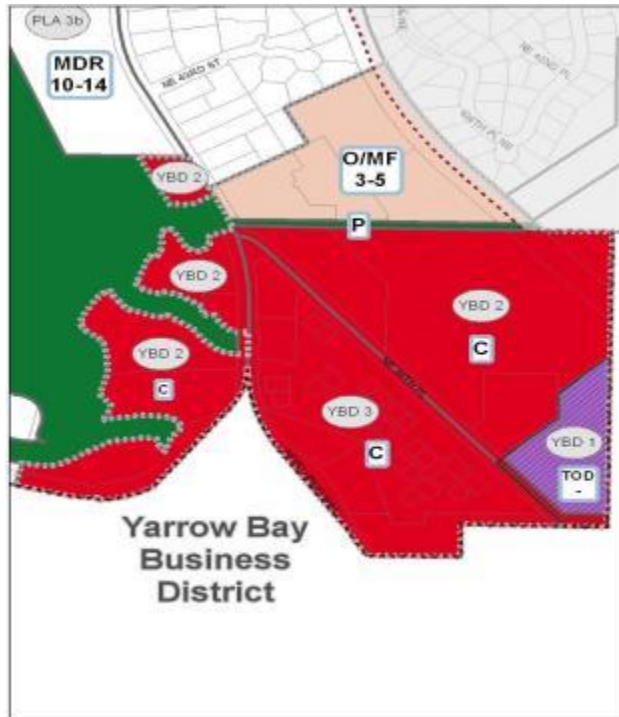 PLA 3b
MDR
10-14
NE 43RD ST
O/MF
3-5
YBD 2
P
YBD 2
YBD 2
YBD 2
C
C
YBD 3
C
YBD 1
TOD
-
Yarrow Bay
Business
District